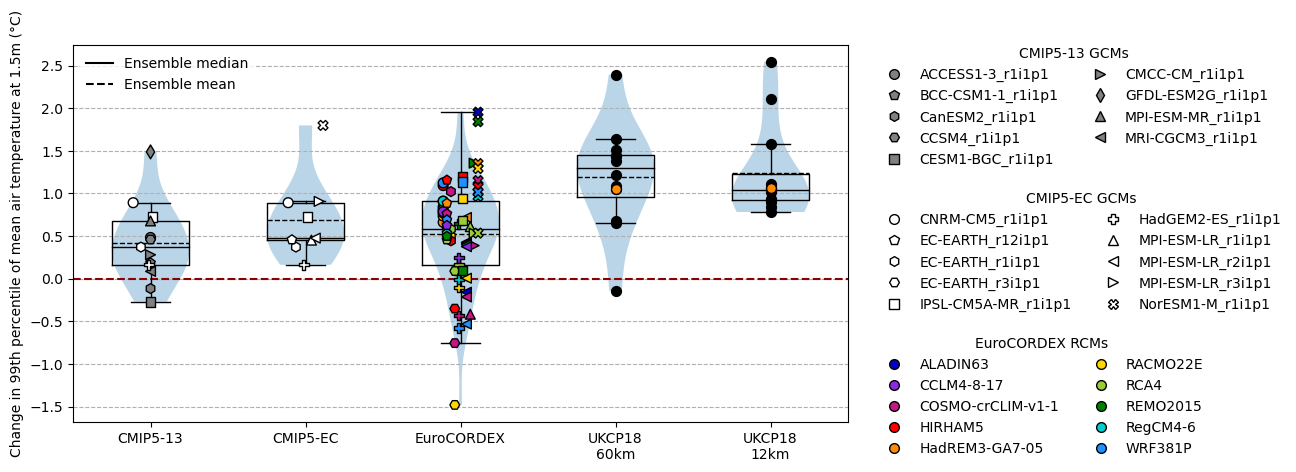 Change in 99th percentile of mean air temperature at 1.5m (°C)
2.5
2.0
1.5
1.0
0.5
0.0
−0.5
−1.0
−1.5
Ensemble median
Ensemble mean
CMIP5-13
CMIP5-EC
EuroCORDEX
UKCP18
60km
UKCP18
12km
CMIP5-13 GCMs
ACCESS1-3_r1i1p1
BCC-CSM1-1_r1i1p1
CanESM2_r1i1p1
CCSM4_r1i1p1
CESM1-BGC_r1i1p1
CMCC-CM_r1i1p1
GFDL-ESM2G_r1i1p1
MPI-ESM-MR_r1i1p1
MRI-CGCM3_r1i1p1
CMIP5-EC GCMs
CNRM-CM5_r1i1p1
EC-EARTH_r12i1p1
EC-EARTH_r1i1p1
EC-EARTH_r3i1p1
IPSL-CM5A-MR_r1i1p1
HadGEM2-ES_r1i1p1
MPI-ESM-LR_r1i1p1
MPI-ESM-LR_r2i1p1
MPI-ESM-LR_r3i1p1
NorESM1-M_r1i1p1
EuroCORDEX RCMs
ALADIN63
CCLM4-8-17
COSMO-crCLIM-v1-1
HIRHAM5
HadREM3-GA7-05
RACMO22E
RCA4
REMO2015
RegCM4-6
WRF381P